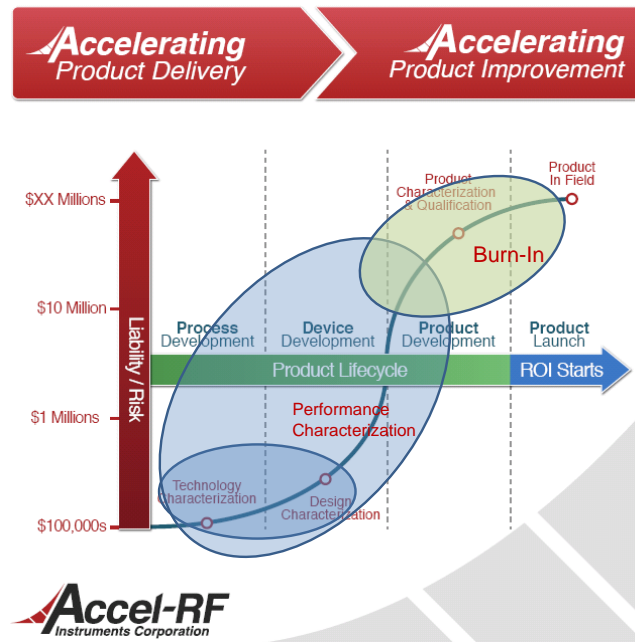 Accelerating
Product Delivery
Accelerating
Product Improvement
Product
Characterization
& Qualification
Product
In Field
$XX Millions
Burn-In
$10 Million
Process
Development
Device
Development
Product
Development
Product
Launch
Liability / Risk
Product Lifecycle
ROI Starts
$1 Millions
Performance
Characterization
Technology
Characterization
Design
Characterization
$100,000s
Accel-RF
Instruments Corporation